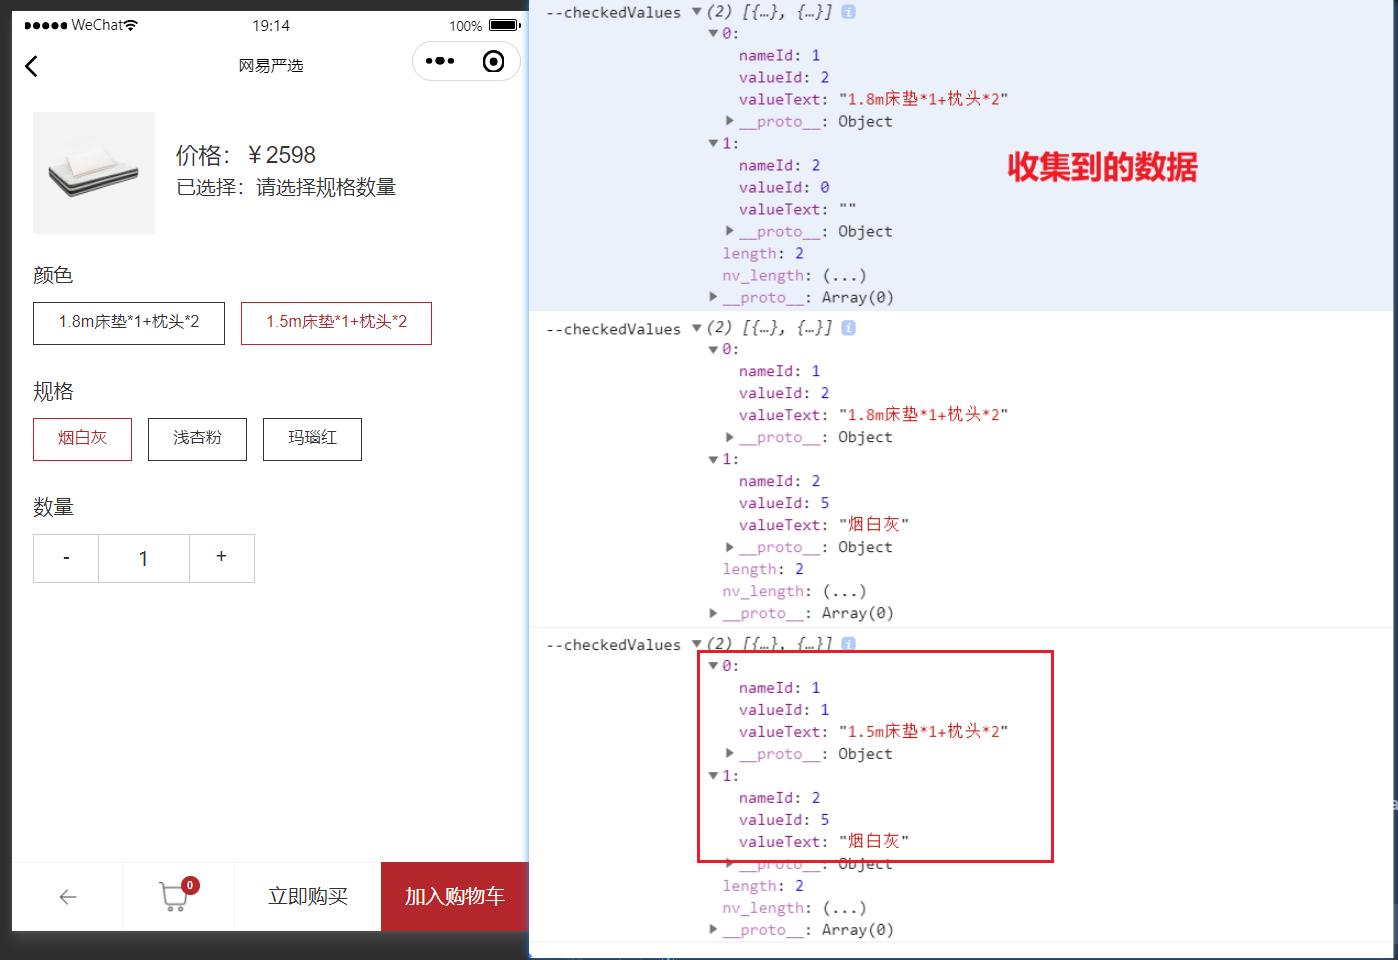 ●●●●● WeChat
19:14
100%
网易严选
价格：￥2598
已选择：请选择规格数量
颜色
1.8m床垫*1+枕头*2
1.5m床垫*1+枕头*2
规格
烟白灰
浅杏粉
玛瑙红
数量
-
1
+
0
立即购买
加入购物车
--checkedValues ▼(2) [{…}, {…}] i
▼0:
nameId: 1
valueId: 2
valueText: "1.8m床垫*1+枕头*2"
▶__proto__: Object
▼1:
nameId: 2
valueId: 0
valueText: ""
▶__proto__: Object
length: 2
nv_length: (...)
▶__proto__: Array(0)
收集到的数据
--checkedValues ▼(2) [{…}, {…}] i
▼0:
nameId: 1
valueId: 2
valueText: "1.8m床垫*1+枕头*2"
▶__proto__: Object
▼1:
nameId: 2
valueId: 5
valueText: "烟白灰"
▶__proto__: Object
length: 2
nv_length: (...)
▶__proto__: Array(0)
--checkedValues ▼(2) [{…}, {…}] i
▼0:
nameId: 1
valueId: 1
valueText: "1.5m床垫*1+枕头*2"
▶__proto__: Object
▼1:
nameId: 2
valueId: 5
valueText: "烟白灰"
▶__proto__: Object
length: 2
nv_length: (...)
▶__proto__: Array(0)